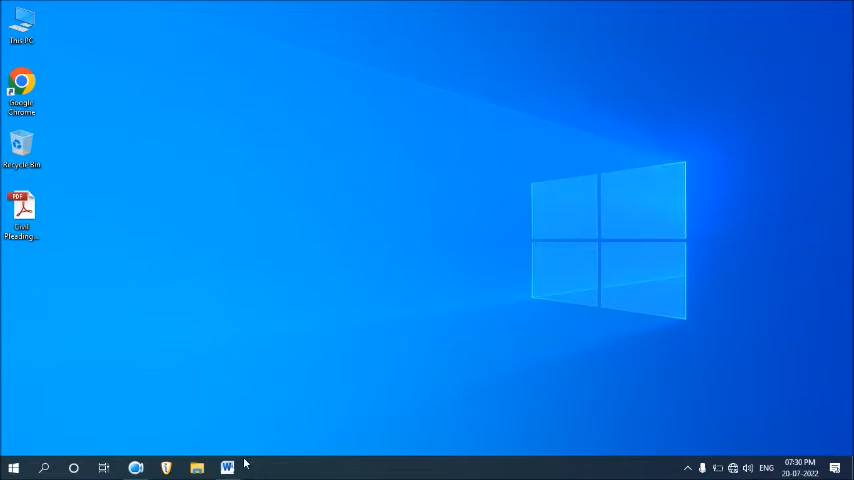 This PC
Google
Chrome
Recycle Bin
PDF
Civil
Pleading...
W
ENG
07:30 PM
20-07-2022